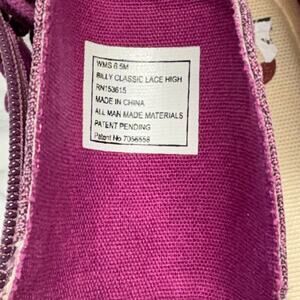 WMS 6.5M
BILLY CLASSIC LACE HIGH
RN153615
MADE IN CHINA
ALL MAN MADE MATERIALS
PATENT PENDING
Patent No 7056558